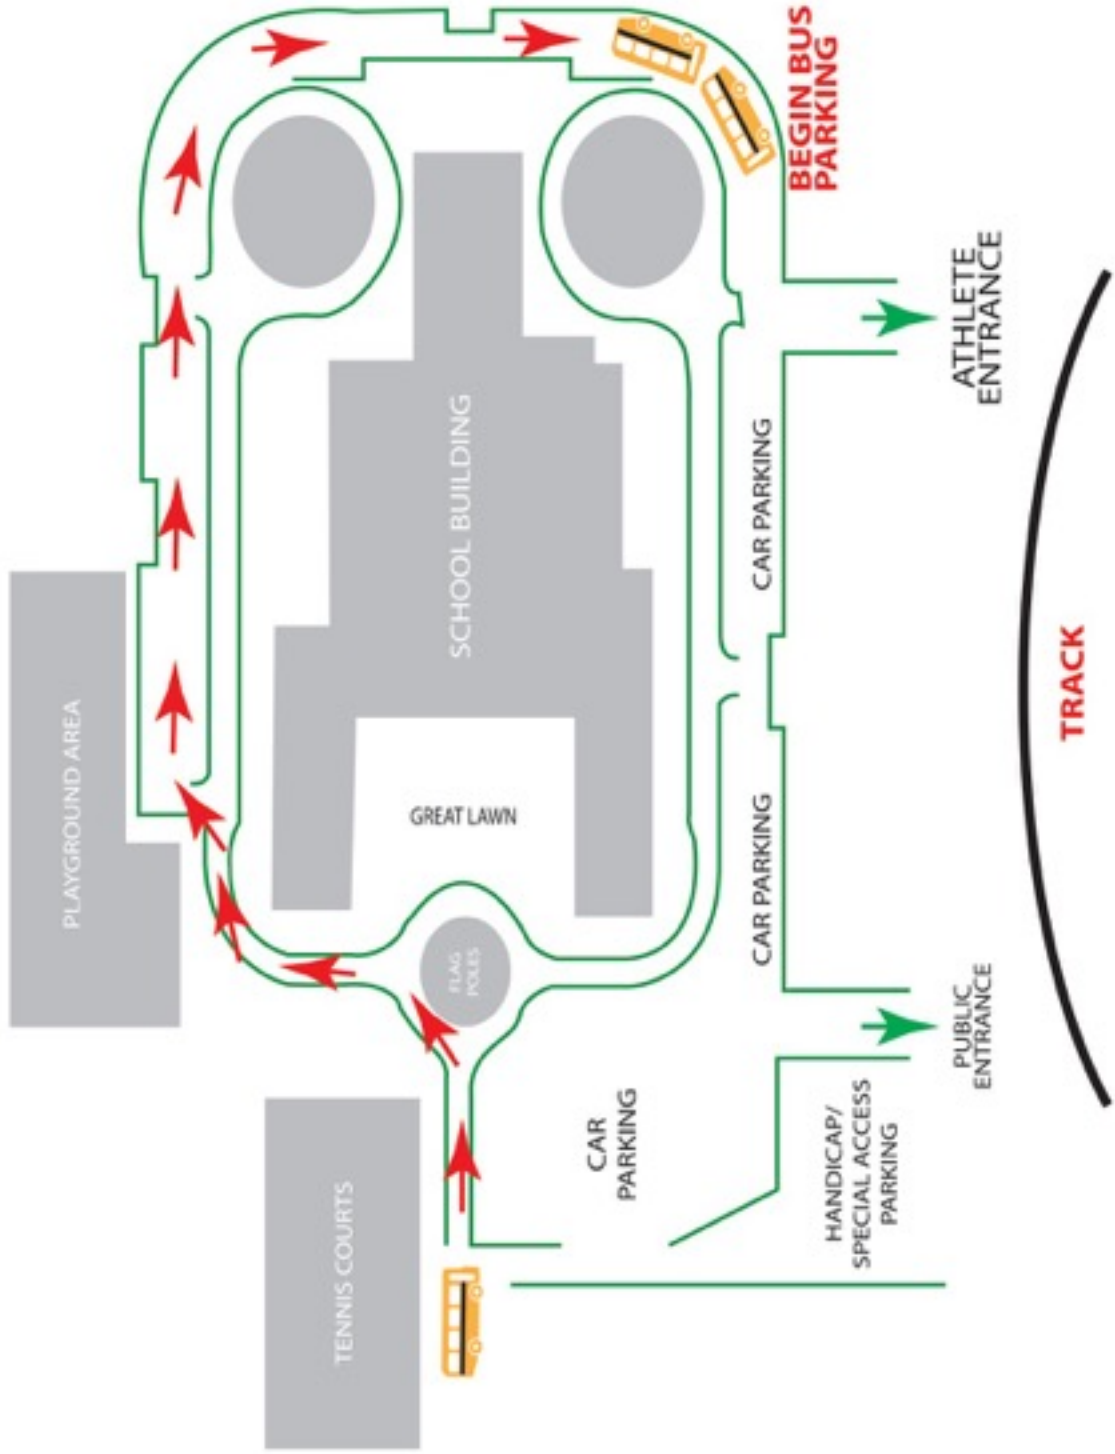 PLAYGROUND AREA
TENNIS COURTS
SCHOOL BUILDING
GREAT LAWN
FLAG
POLES
BEGIN BUS
PARKING
CAR PARKING
CAR PARKING
CAR
PARKING
HANDICAP/
SPECIAL ACCESS
PARKING
ATHLETE
ENTRANCE
PUBLIC
ENTRANCE
TRACK